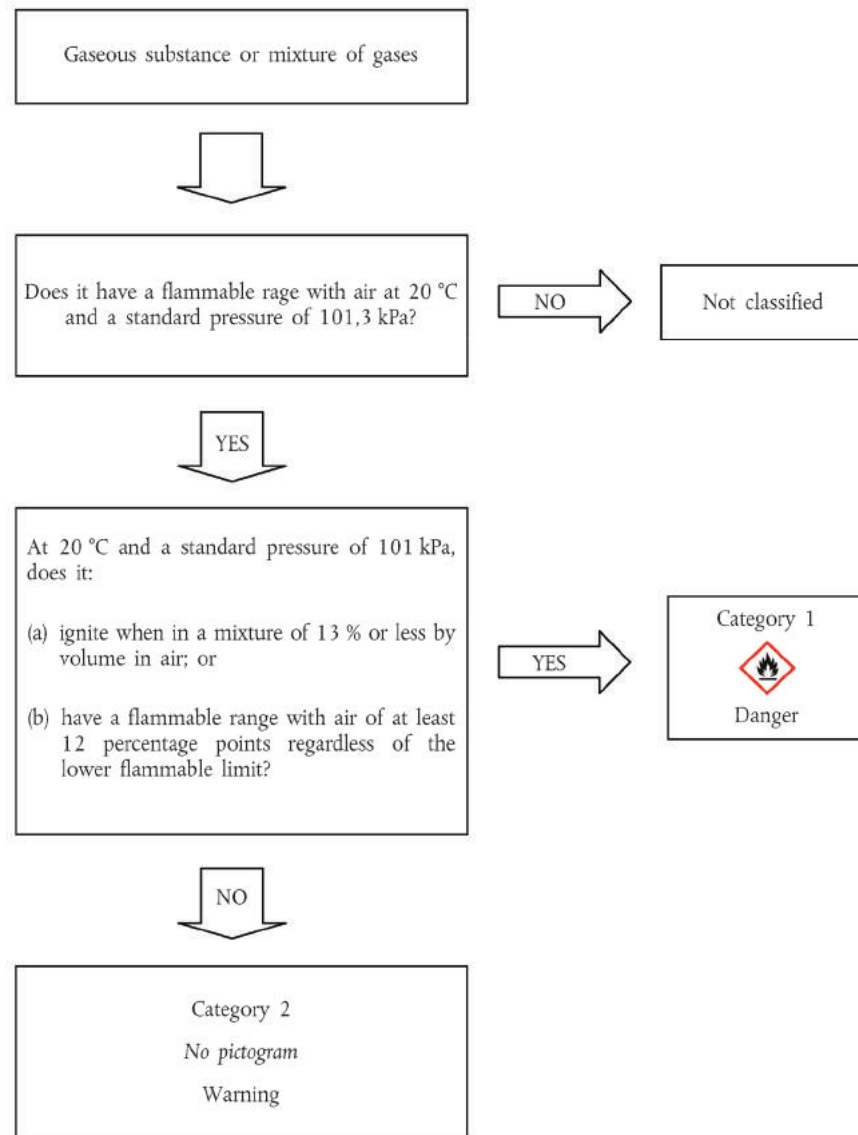 Gaseous substance or mixture of gases
Does it have a flammable rage with air at 20 °C
and a standard pressure of 101,3 kPa?
NO
Not classified
YES
At 20 °C and a standard pressure of 101 kPa,
does it:
(a) ignite when in a mixture of 13 % or less by
volume in air; or
(b) have a flammable range with air of at least
12 percentage points regardless of the
lower flammable limit?
YES
Category 1
Danger
NO
Category 2
No pictogram
Warning